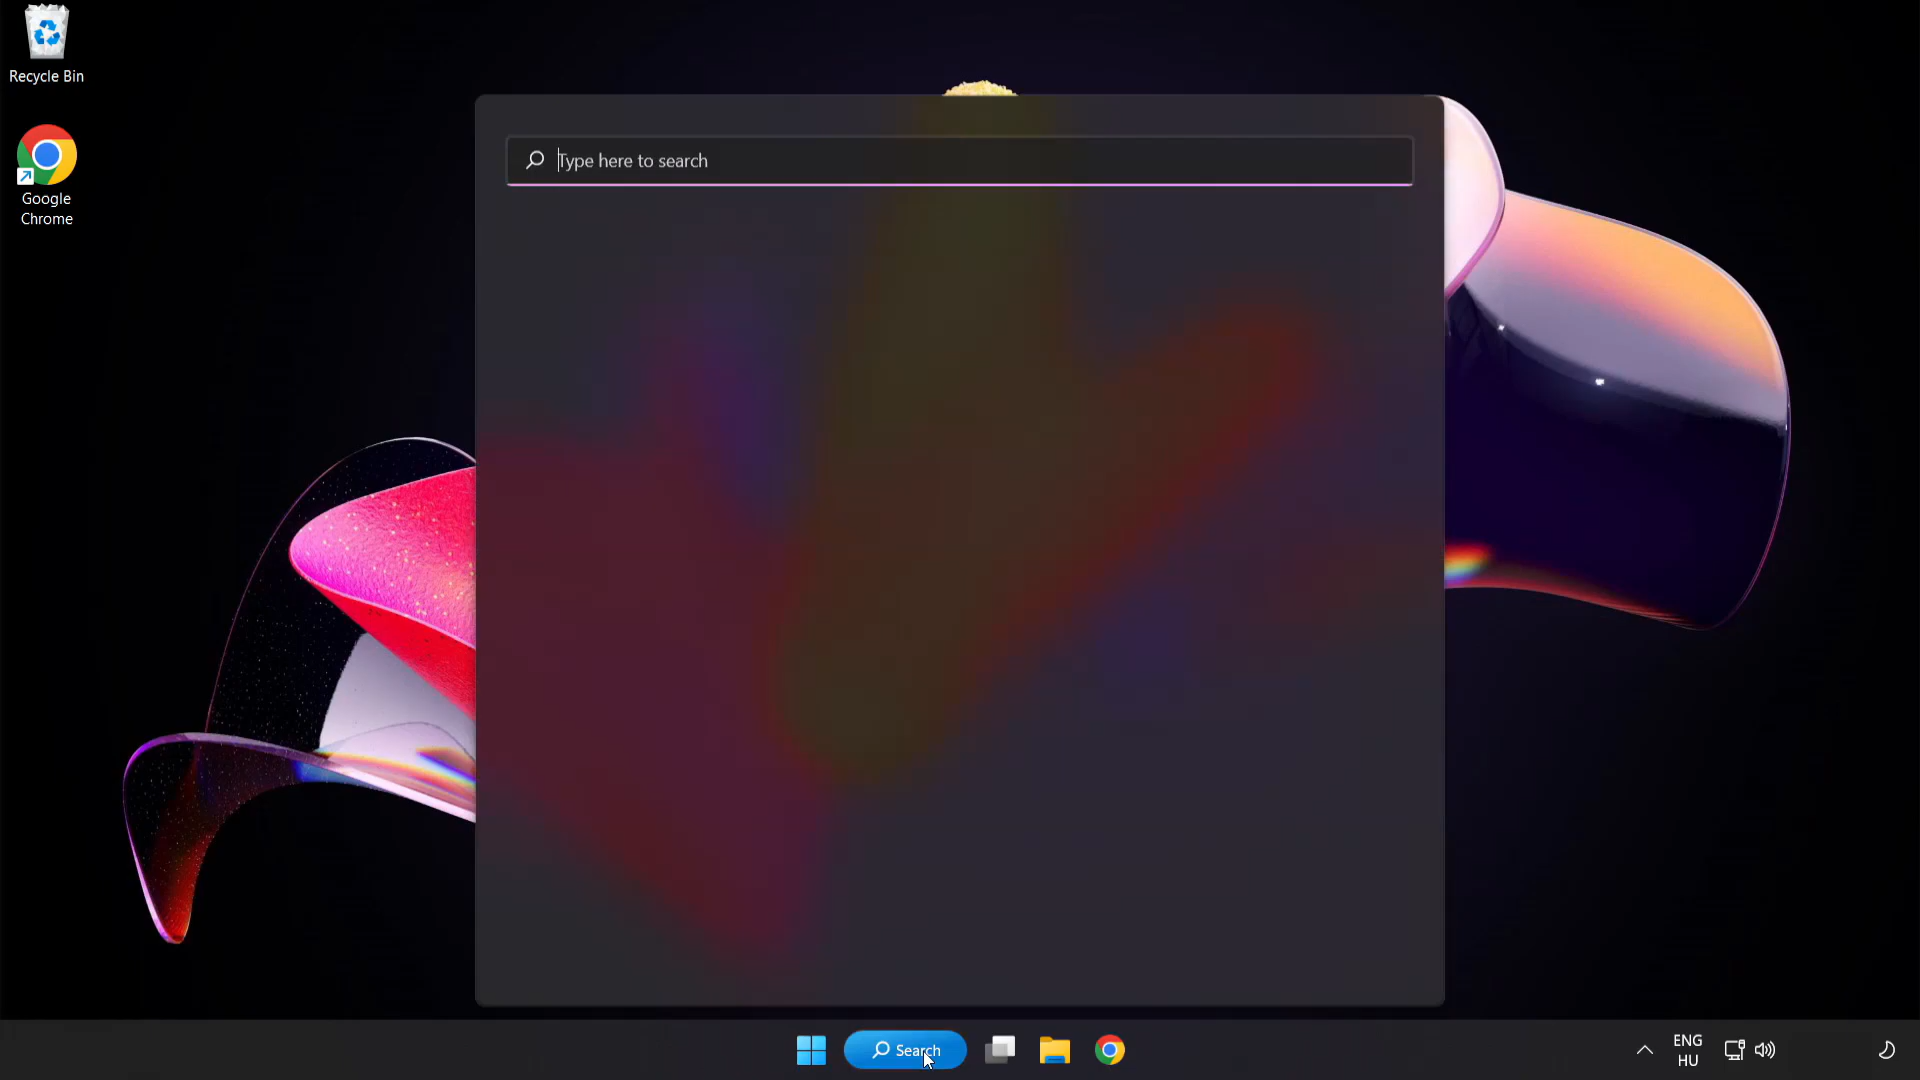 Recycle Bin
Google
Chrome
Type here to search
Search
ENG
HU